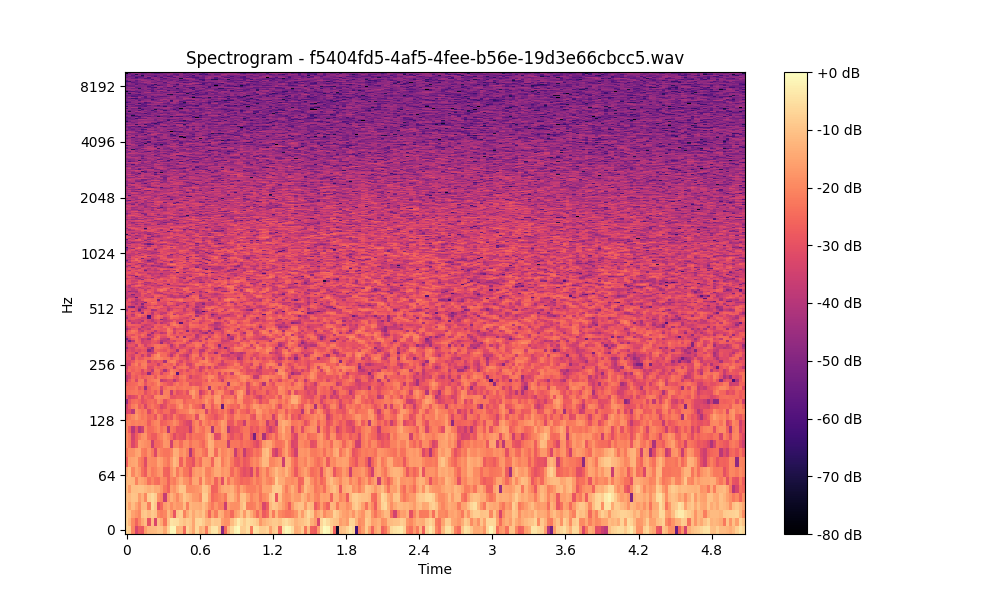 Spectrogram - f5404fd5-4af5-4fee-b56e-19d3e66cbcc5.wav
8192
4096
2048
1024
512
256
128
64
0
Hz
0 0.6 1.2 1.8 2.4 3 3.6 4.2 4.8
Time
+0 dB
-10 dB
-20 dB
-30 dB
-40 dB
-50 dB
-60 dB
-70 dB
-80 dB